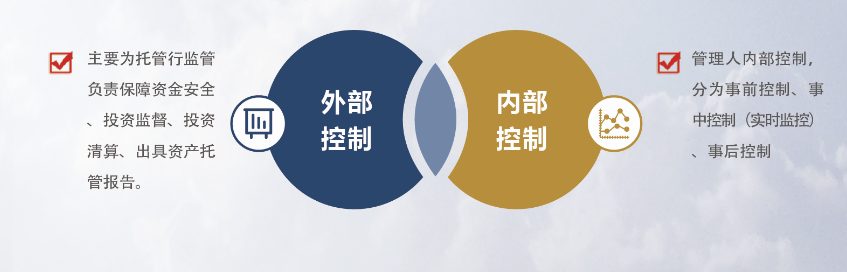 主要为托管行监管
负责保障资金安全
、投资监督、投资
清算、出具资产托
管报告。
外部
控制
内部
控制
管理人内部控制，
分为事前控制、事
中控制（实时监控）
、事后控制